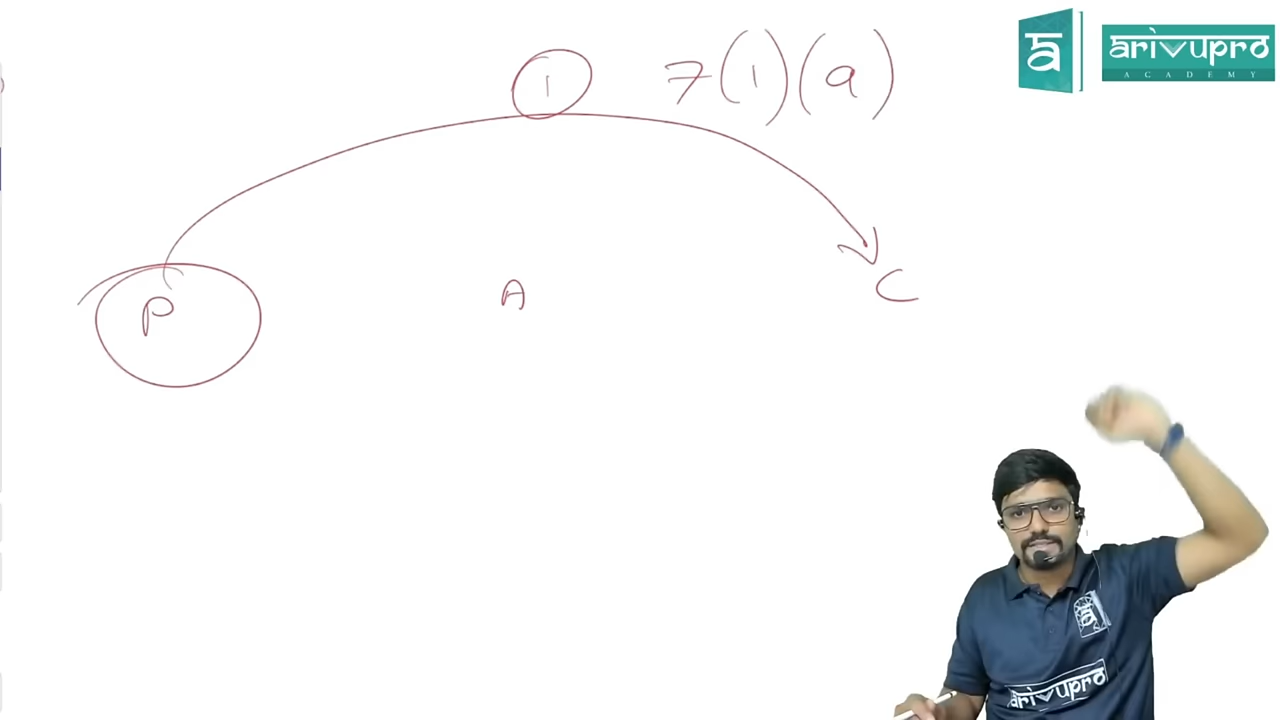 1 7(1)(a)
P A C
ā arivupro
ACADEMY
ā
arivupro